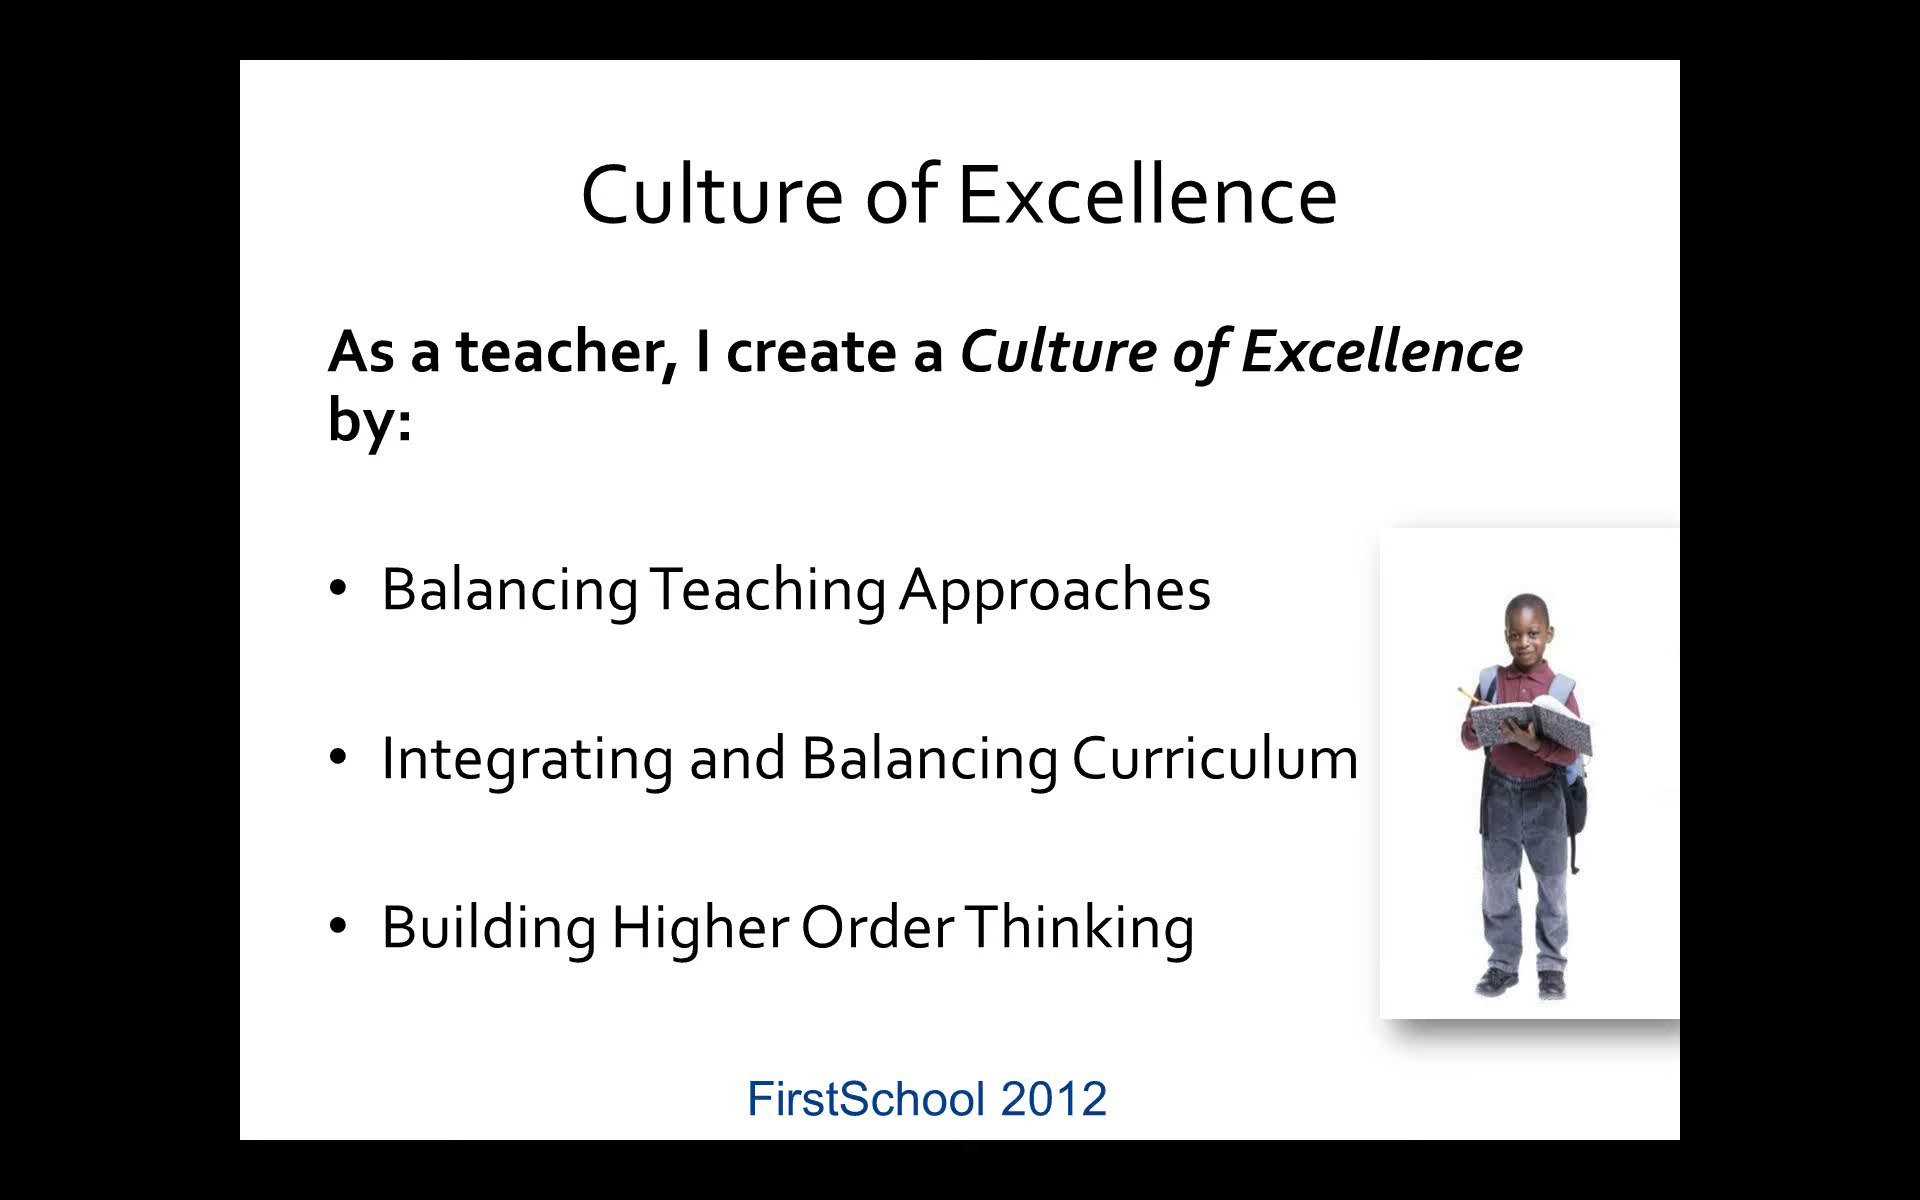 Culture of Excellence
As a teacher, I create a Culture of Excellence
by:
• Balancing Teaching Approaches
• Integrating and Balancing Curriculum
• Building Higher Order Thinking
FirstSchool 2012